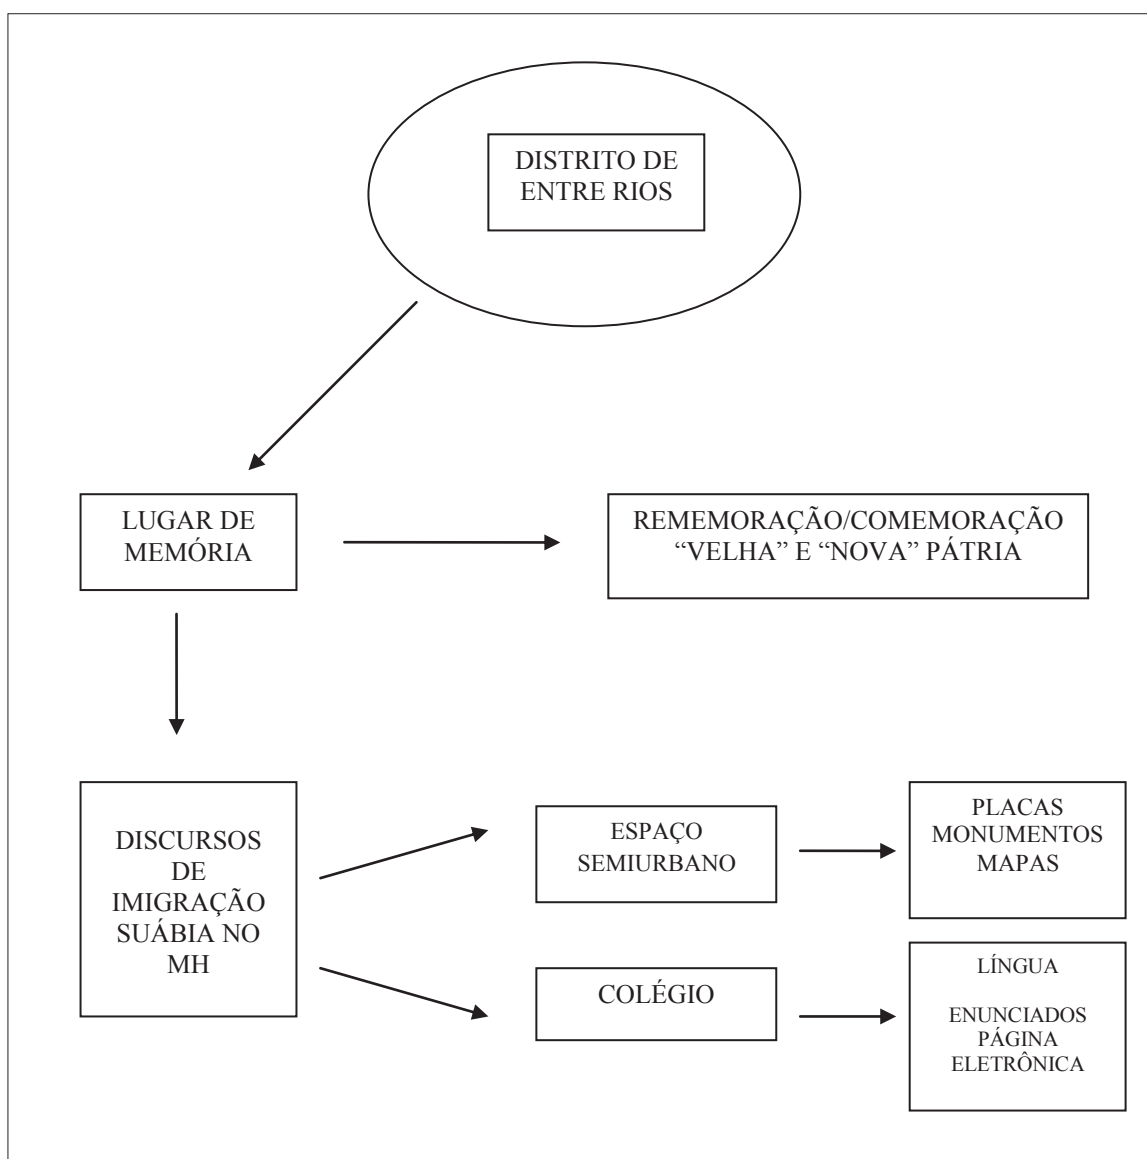 DISTRITO DE
ENTRE RIOS
LUGAR DE
MEMÓRIA
REMEMORAÇÃO/COMEMORAÇÃO
“VELHA” E “NOVA” PÁTRIA
DISCURSOS
DE
IMIGRAÇÃO
SUÁBIA NO
MH
ESPAÇO
SEMIURBANO
PLACAS
MONUMENTOS
MAPAS
COLÉGIO
LÍNGUA
ENUNCIADOS
PÁGINA
ELETRÔNICA